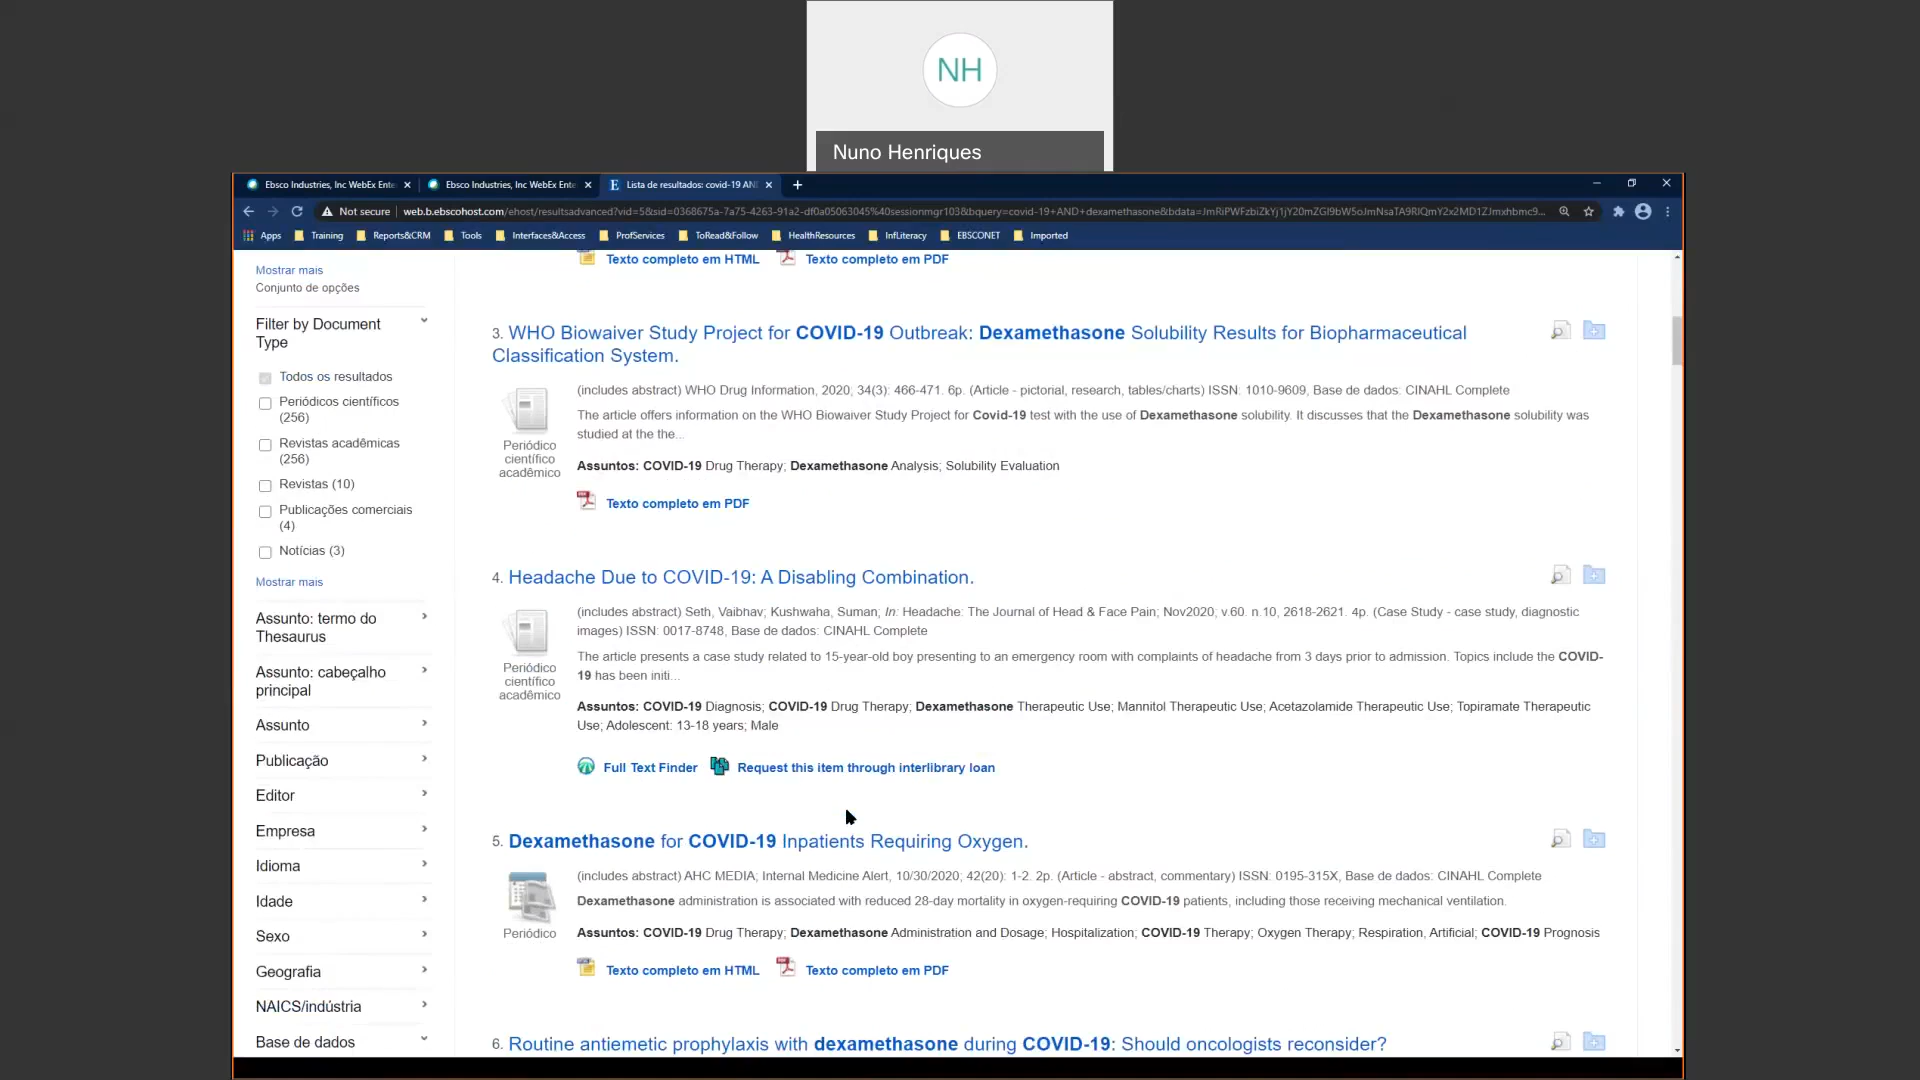 NH
Nuno Henriques
Ebsco Industries, Inc WebEx Ente
Ebsco Industries, Inc WebEx Ente
Lista de resultados: covid-19 AN
Not secure
Apps
Training
Reports&CRM
Tools
Interfaces&Access
ProfServices
ToRead&Follow
HealthResources
InfLiteracy
EBSCONET
Imported
Mostrar mais
Conjunto de opções
Filter by Document
Type
Todos os resultados
Periódicos científicos
(256)
Revistas acadêmicas
(256)
Revistas (10)
Publicações comerciais
(4)
Notícias (3)
Mostrar mais
Assunto: termo do
Thesaurus
Assunto: cabeçalho
principal
Assunto
Publicação
Editor
Empresa
Idioma
Idade
Sexo
Geografia
NAICS/indústria
Base de dados
Texto completo em HTML
Texto completo em PDF
3. WHO Biowaiver Study Project for COVID-19 Outbreak: Dexamethasone Solubility Results for Biopharmaceutical
Classification System.
Periódico
científico
acadêmico
(includes abstract) WHO Drug Information, 2020; 34(3): 466-471. 6p. (Article - pictorial, research, tables/charts) ISSN: 1010-9609, Base de dados: CINAHL Complete
The article offers information on the WHO Biowaiver Study Project for Covid-19 test with the use of Dexamethasone solubility. It discusses that the Dexamethasone solubility was
studied at the the...
Assuntos: COVID-19 Drug Therapy; Dexamethasone Analysis; Solubility Evaluation
Texto completo em PDF
4. Headache Due to COVID-19: A Disabling Combination.
Periódico
científico
acadêmico
(includes abstract) Seth, Vaibhav; Kushwaha, Suman; In: Headache: The Journal of Head & Face Pain; Nov2020; v.60. n.10, 2618-2621. 4p. (Case Study - case study, diagnostic
images) ISSN: 0017-8748, Base de dados: CINAHL Complete
The article presents a case study related to 15-year-old boy presenting to an emergency room with complaints of headache from 3 days prior to admission. Topics include the COVID-
19 has been initi...
Assuntos: COVID-19 Diagnosis; COVID-19 Drug Therapy; Dexamethasone Therapeutic Use; Mannitol Therapeutic Use; Acetazolamide Therapeutic Use; Topiramate Therapeutic
Use; Adolescent: 13-18 years; Male
Full Text Finder
Request this item through interlibrary loan
5. Dexamethasone for COVID-19 Inpatients Requiring Oxygen.
Periódico
(includes abstract) AHC MEDIA; Internal Medicine Alert, 10/30/2020; 42(20): 1-2. 2p. (Article - abstract, commentary) ISSN: 0195-315X, Base de dados: CINAHL Complete
Dexamethasone administration is associated with reduced 28-day mortality in oxygen-requiring COVID-19 patients, including those receiving mechanical ventilation.
Assuntos: COVID-19 Drug Therapy; Dexamethasone Administration and Dosage; Hospitalization; COVID-19 Therapy; Oxygen Therapy; Respiration, Artificial; COVID-19 Prognosis
Texto completo em HTML
Texto completo em PDF
6. Routine antiemetic prophylaxis with dexamethasone during COVID-19: Should oncologists reconsider?